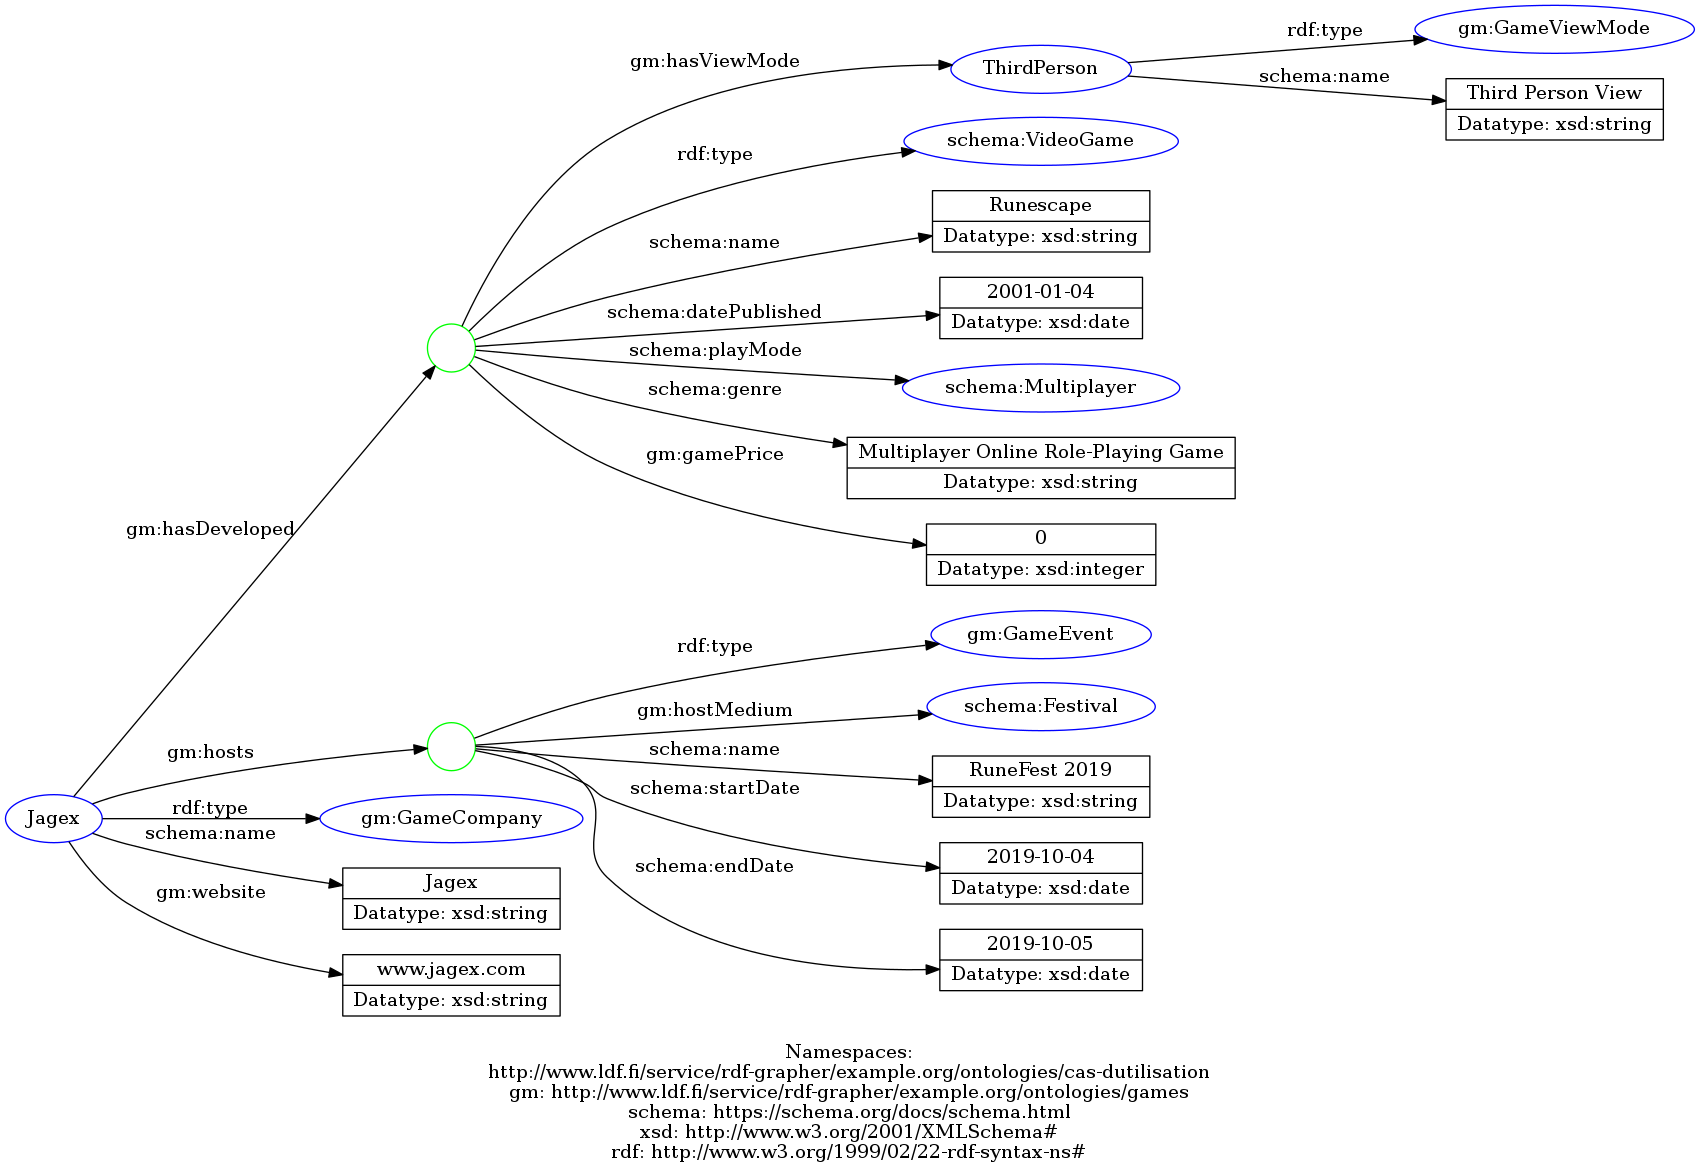 gm:GameViewMode
rdf:type
gm:hasViewMode
ThirdPerson
schema:name
Third Person View
Datatype: xsd:string
schema:VideoGame
rdf:type
Runescape
Datatype: xsd:string
schema:name
2001-01-04
Datatype: xsd:date
schema:datePublished
schema:playMode
schema:Multiplayer
schema:genre
Multiplayer Online Role-Playing Game
Datatype: xsd:string
gm:gamePrice
0
Datatype: xsd:integer
gm:hasDeveloped
gm:GameEvent
rdf:type
schema:Festival
gm:hostMedium
gm:hosts
schema:name
RuneFest 2019
Datatype: xsd:string
schema:startDate
2019-10-04
Datatype: xsd:date
schema:endDate
2019-10-05
Datatype: xsd:date
Jagex
rdf:type
gm:GameCompany
schema:name
Jagex
Datatype: xsd:string
gm:website
www.jagex.com
Datatype: xsd:string
Namespaces:
http://www.ldf.fi/service/rdf-grapher/example.org/ontologies/cas-dutilisation
gm: http://www.ldf.fi/service/rdf-grapher/example.org/ontologies/games
schema: https://schema.org/docs/schema.html
xsd: http://www.w3.org/2001/XMLSchema#
rdf: http://www.w3.org/1999/02/22-rdf-syntax-ns#